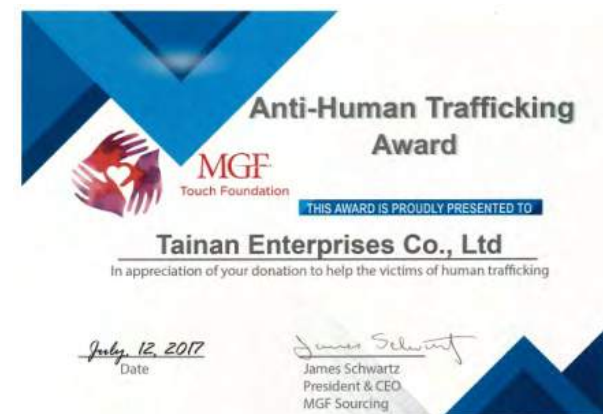 Anti-Human Trafficking
Award
MGF
Touch Foundation
THIS AWARD IS PROUDLY PRESENTED TO
Tainan Enterprises Co., Ltd
In appreciation of your donation to help the victims of human trafficking
July, 12, 2017
James Schwartz
Date
James Schwartz
President & CEO
MGF Sourcing